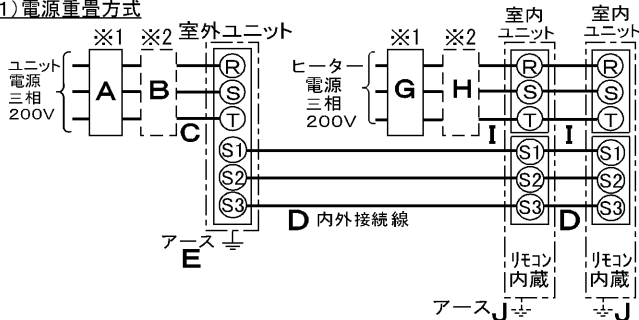 1)電源重畳方式
※1 ※2 室外ユニット
※1 ※2 室内ユニット 室内ユニット
ユニット
電源
三相
200V
A B C
R
S
T
S1
S2
S3
ヒーター
電源
三相
200V
G H I I
R
S
T
S1
S2
S3
R
S
T
S1
S2
S3
D 内外接続線 D
アース
E
リモコン
内蔵
リモコン
内蔵
アース J J